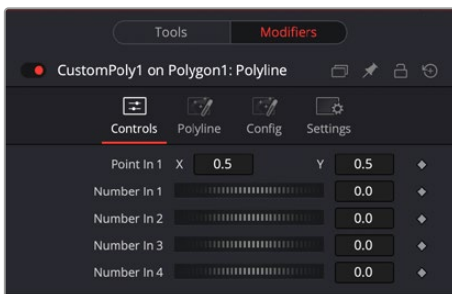 Tools Modifiers
CustomPoly1 on Polygon1: Polyline
Controls Polyline Config Settings
Point In 1 X 0.5 Y 0.5
Number In 1 0.0
Number In 2 0.0
Number In 3 0.0
Number In 4 0.0